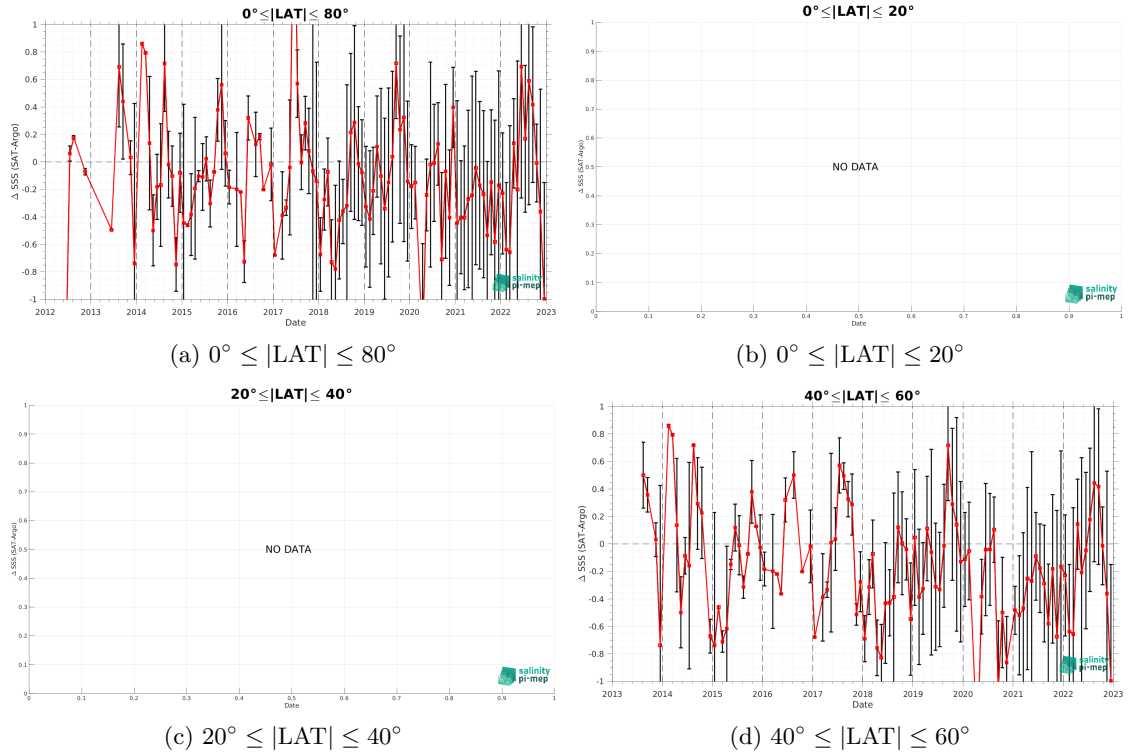 0°≤|LAT|≤ 80°
Δ SSS (SAT-Argo)
1
0.8
0.6
0.4
0.2
0
-0.2
-0.4
-0.6
-0.8
-1
2012 2013 2014 2015 2016 2017 2018 2019 2020 2021 2022 2023
Date
salinity
pi-mep
(a) 0° ≤ |LAT| ≤ 80°
0°≤|LAT|≤ 20°
Δ SSS (SAT-Argo)
1
0.9
0.8
0.7
0.6
0.5
0.4
0.3
0.2
0.1
0
NO DATA
0 0.1 0.2 0.3 0.4 0.5 0.6 0.7 0.8 0.9 1
Date
salinity
pi-mep
(b) 0° ≤ |LAT| ≤ 20°
20°≤|LAT|≤ 40°
Δ SSS (SAT-Argo)
1
0.9
0.8
0.7
0.6
0.5
0.4
0.3
0.2
0.1
0
NO DATA
0 0.1 0.2 0.3 0.4 0.5 0.6 0.7 0.8 0.9 1
Date
salinity
pi-mep
(c) 20° ≤ |LAT| ≤ 40°
40°≤|LAT|≤ 60°
Δ SSS (SAT-Argo)
1
0.8
0.6
0.4
0.2
0
-0.2
-0.4
-0.6
-0.8
-1
2013 2014 2015 2016 2017 2018 2019 2020 2021 2022 2023
Date
salinity
pi-mep
(d) 40° ≤ |LAT| ≤ 60°